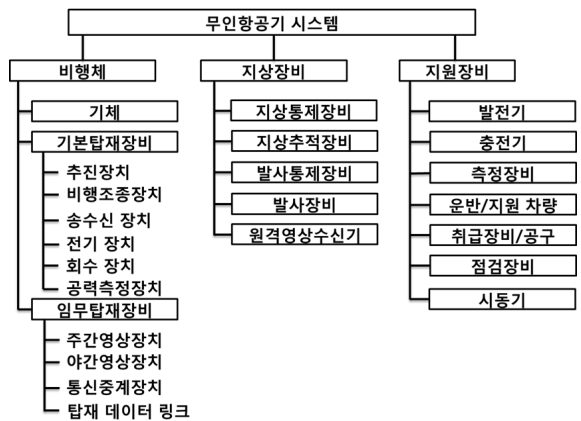 무인항공기 시스템
비행체
기체
기본탑재장비
추진장치
비행조종장치
송수신 장치
전기 장치
회수 장치
공력측정장치
임무탑재장비
주간영상장치
야간영상장치
통신중계장치
탑재 데이터 링크
지상장비
지상통제장비
지상추적장비
발사통제장비
발사장비
원격영상수신기
지원장비
발전기
충전기
측정장비
운반/지원 차량
취급장비/공구
점검장비
시동기